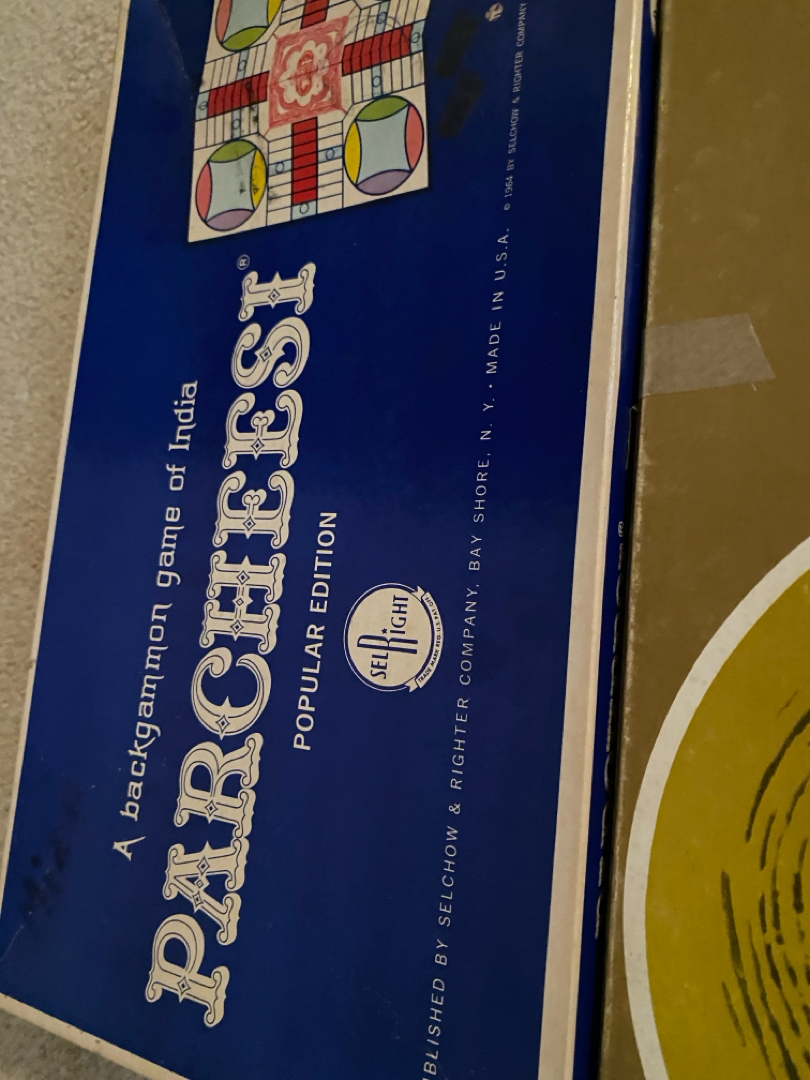 A backgammon game of India
PARCHEESI®
POPULAR EDITION
SELRIGHT
TRADE MARK REG. U.S. PAT. OFF.
BLISHED BY SELCHOW & RIGHTER COMPANY, BAY SHORE, N. Y. • MADE IN U.S.A. © 1964 BY SELCHOW & RIGHTER COMPANY